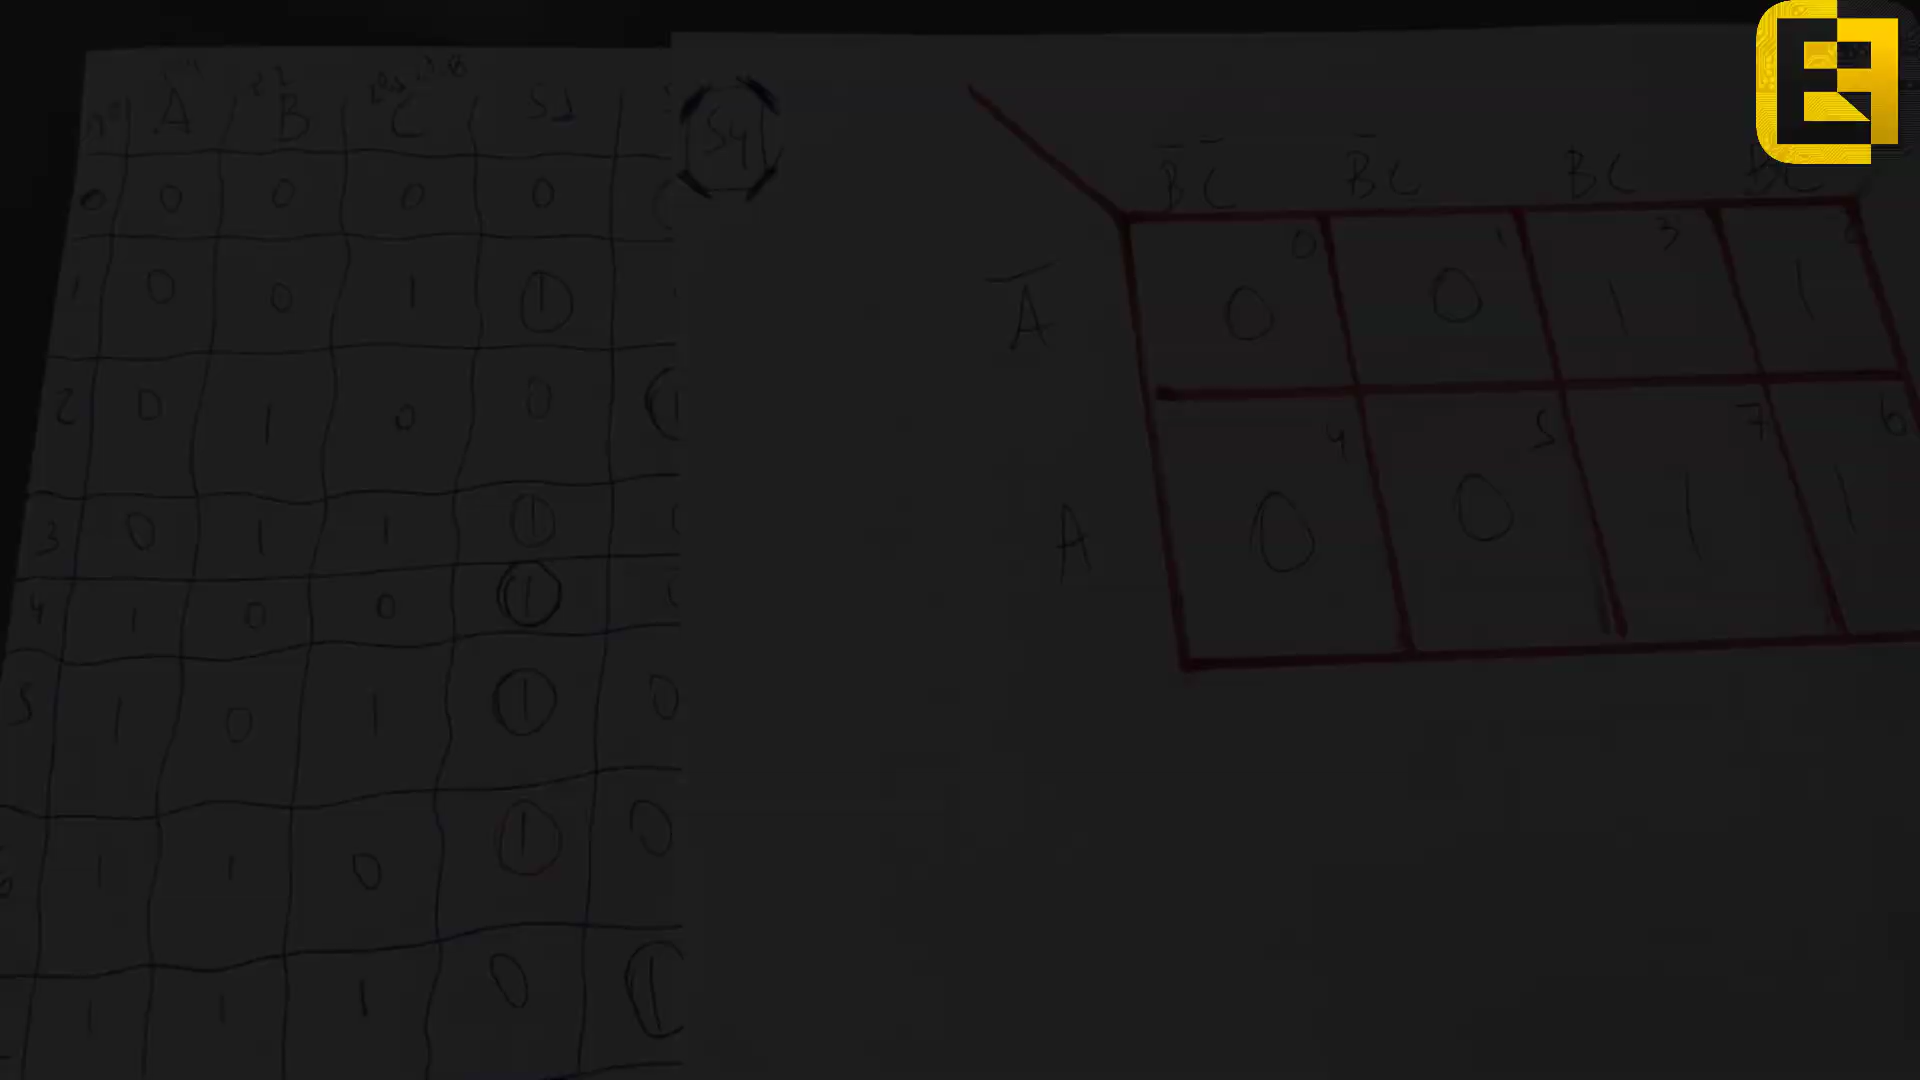 nº A B C S1
0 0 0 0 0
1 0 0 1 1
2 0 1 0 0 1
3 0 1 1 1
4 1 0 0 1
5 1 0 1 1 0
6 1 1 0 1 0
1 1 1 0 1
S4
B̅ C̅ B̅ C B C B C̅
A̅ 0 0 0 1 1 3 1
A 0 4 0 5 1 7 1 6